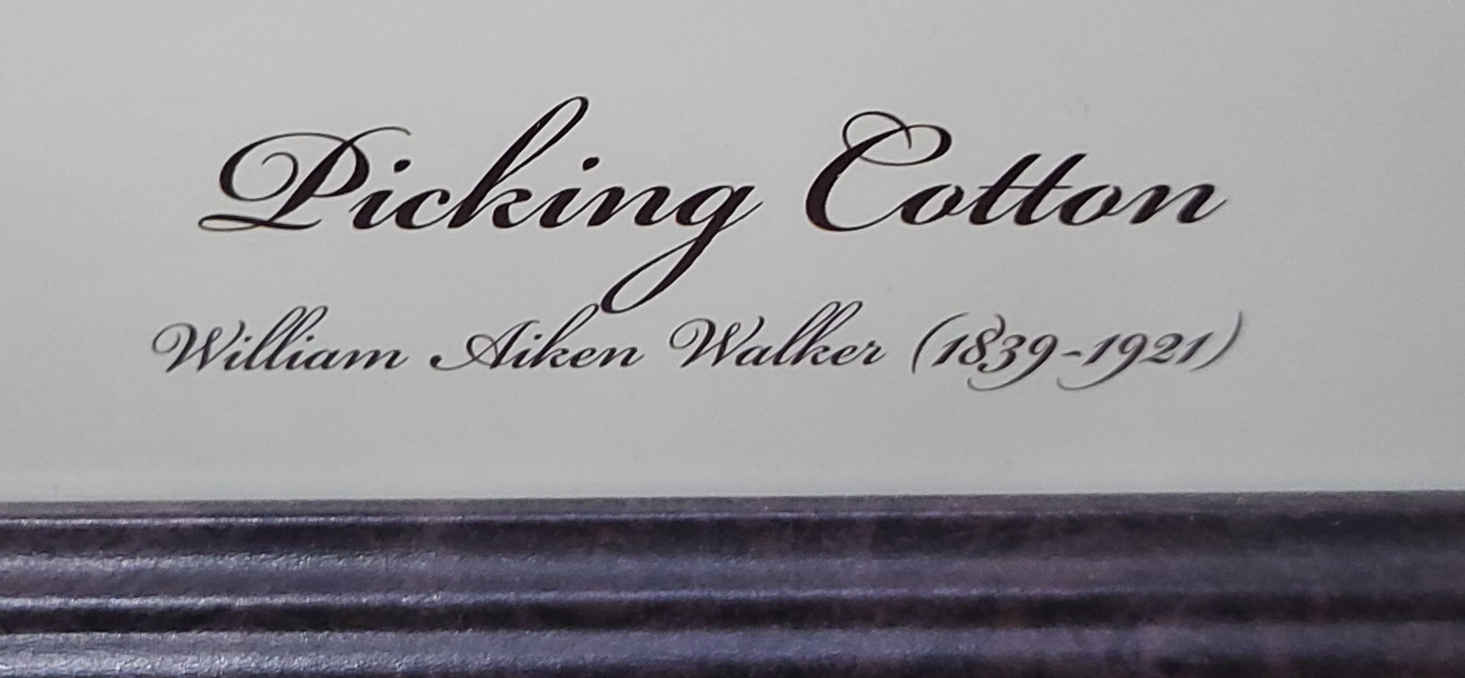 Picking Cotton
William Aiken Walker (1839-1921)